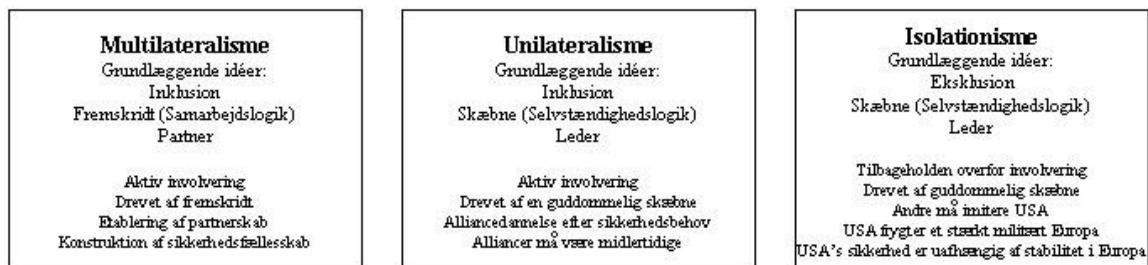 Multilateralisme
Grundlæggende idéer:
Inklusion
Fremskridt (Samarbejdslogik)
Partner
Aktiv involvering
Drevet af fremskridt
Etablering af partnerskab
Konstruktion af sikkerhedsfællesskab
Unilateralisme
Grundlæggende idéer:
Inklusion
Skæbne (Selvstændighedslogik)
Leder
Aktiv involvering
Drevet af en guddommelig skæbne
Alliancedannelse efter sikkerhedsbehov
Alliancer må være midlertidige
Isolationisme
Grundlæggende idéer:
Eksklusion
Skæbne (Selvstændighedslogik)
Leder
Tilbageholden overfor involvering
Drevet af guddommelig skæbne
Andre må imitere USA
USA frygter et stærkt militært Europa
USA's sikkerhed er uafhængig af stabilitet i Europa